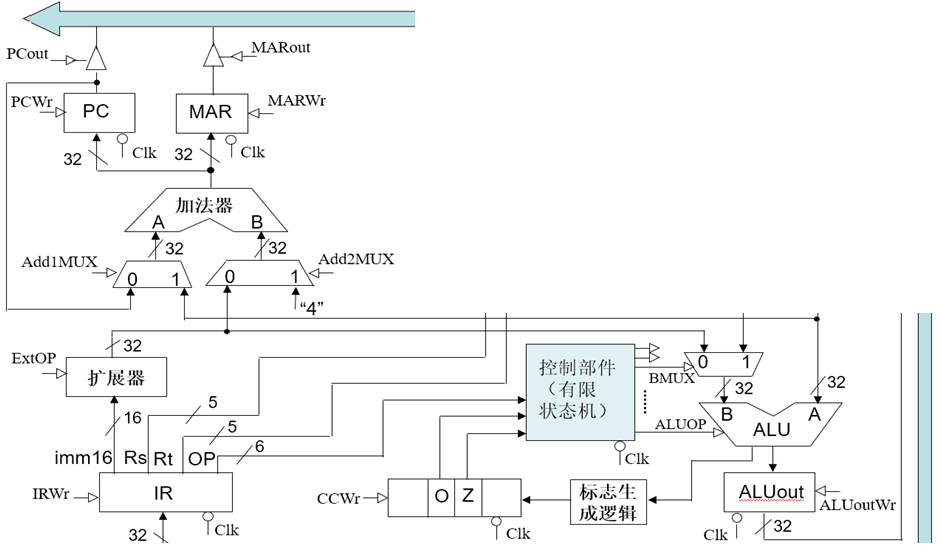 PCout
MARout
PCWr
PC
MAR
MARWr
32
Clk
32
Clk
加法器
A
B
32
32
Add1MUX
0
1
0
1
Add2MUX
“4”
ExtOP
32
扩展器
控制部件
(有限
状态机)
0
1
BMUX
32
32
B
A
ALU
ALUOP
Clk
16
5
5
6
imm16
Rs
Rt
OP
IRWr
IR
Clk
32
CCWr
O
Z
Clk
标志生
成逻辑
ALUout
ALUoutWr
Clk
32